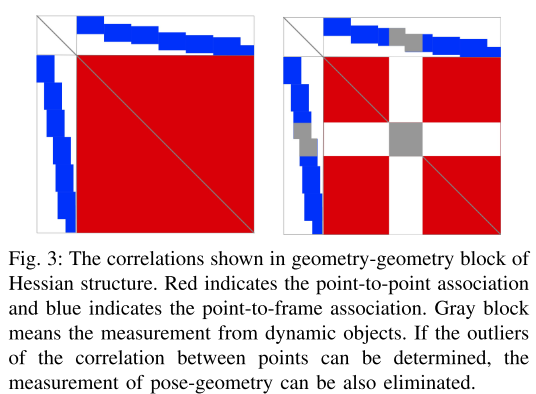 Fig. 3: The correlations shown in geometry-geometry block of
Hessian structure. Red indicates the point-to-point association
and blue indicates the point-to-frame association. Gray block
means the measurement from dynamic objects. If the outliers
of the correlation between points can be determined, the
measurement of pose-geometry can be also eliminated.